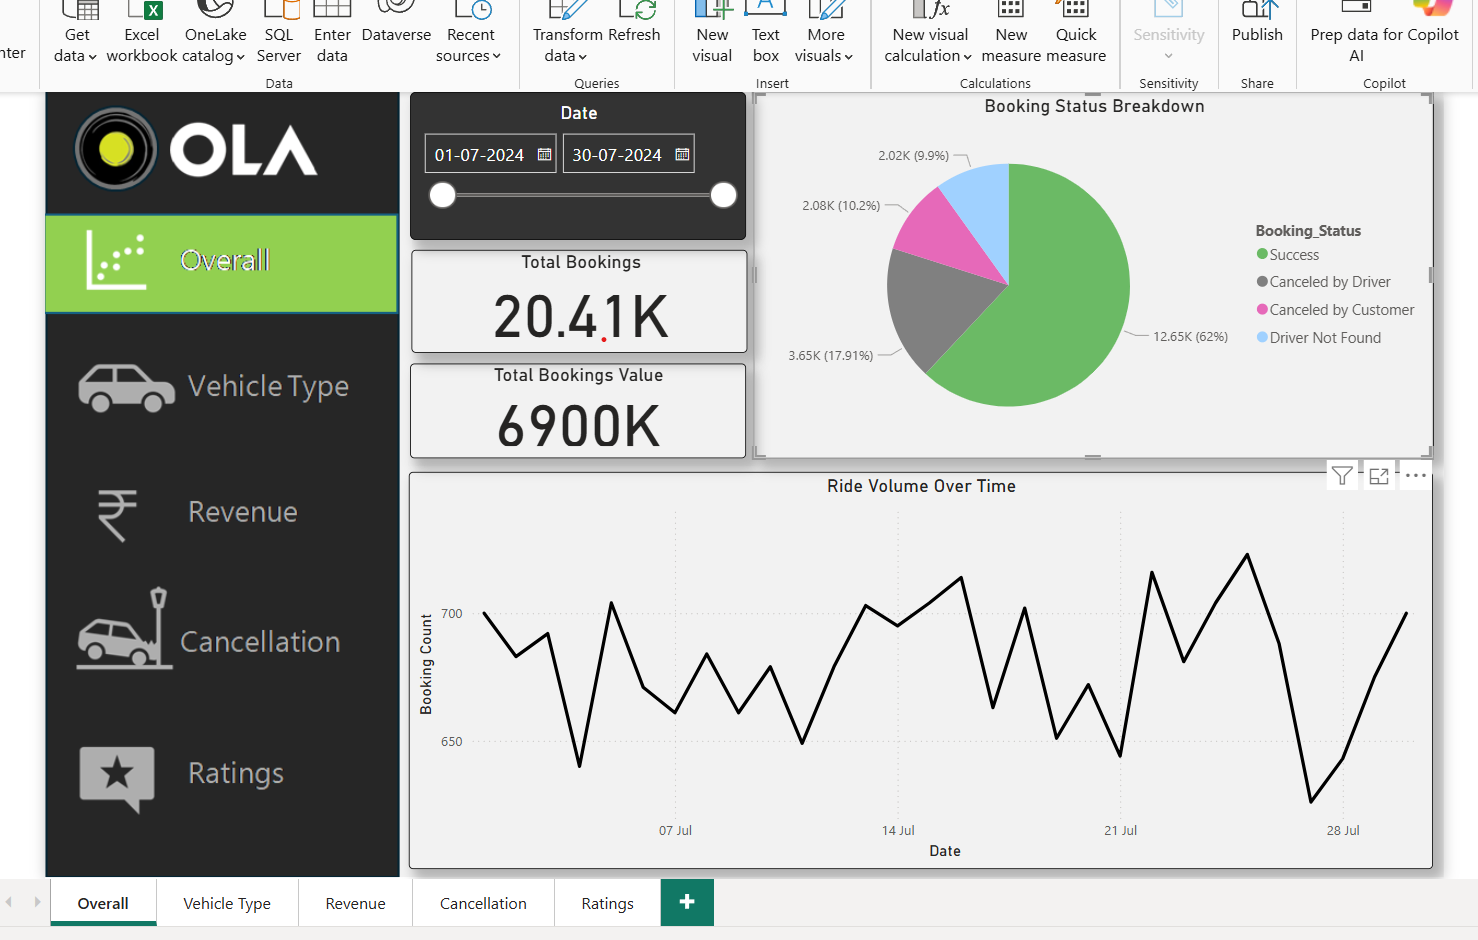 nter
Get data
Excel workbook
OneLake catalog
SQL Server
Enter data
Dataverse
Recent sources
Transform data
Refresh
New visual
Text box
More visuals
New visual calculation
New measure
Quick measure
Sensitivity
Publish
Prep data for AI
Copilot
Data
Queries
Insert
Calculations
Sensitivity
Share
Copilot
OLA
Overall
Vehicle Type
Revenue
Cancellation
Ratings
Date
01-07-2024
30-07-2024
Total Bookings
20.41K
Total Bookings Value
6900K
Booking Status Breakdown
2.02K (9.9%)
2.08K (10.2%)
3.65K (17.91%)
12.65K (62%)
Booking_Status
Success
Canceled by Driver
Canceled by Customer
Driver Not Found
Ride Volume Over Time
Booking Count
700
650
07 Jul
14 Jul
21 Jul
28 Jul
Date
Overall
Vehicle Type
Revenue
Cancellation
Ratings